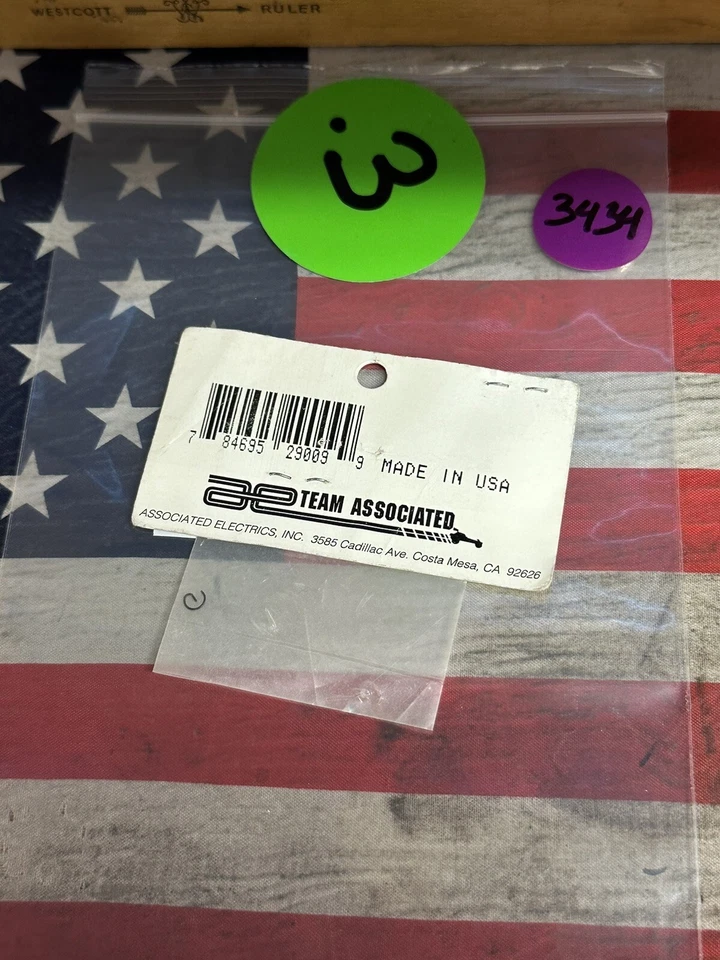 WESTCOTT RULER
3
3434
7 84695 29009 9 MADE IN USA
ae TEAM ASSOCIATED
ASSOCIATED ELECTRICS, INC. 3585 Cadillac Ave. Costa Mesa, CA 92626